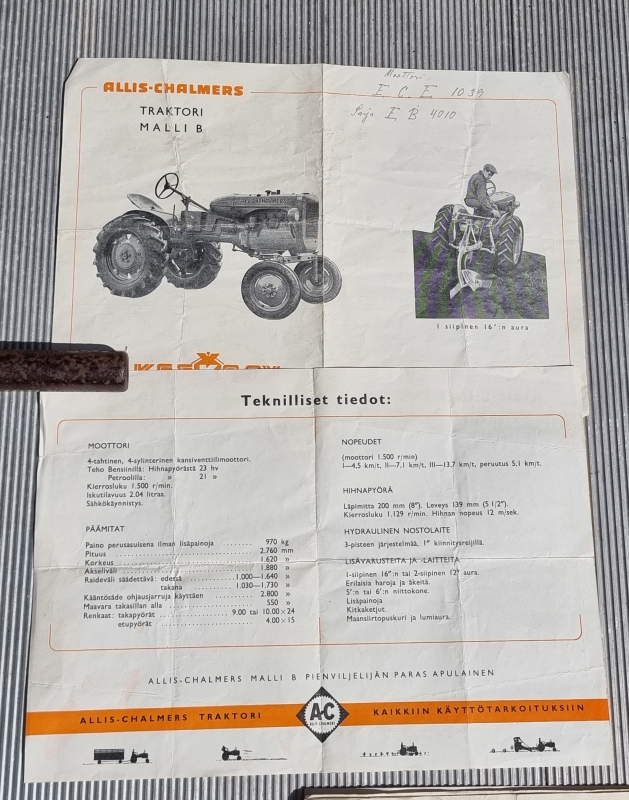 ALLIS-CHALMERS
TRAKTORI
MALLI B
Moottori
E C E 1039
Sarja E B 4010
ALLIS-CHALMERS
1 siipinen 16":n aura
Teknilliset tiedot:
MOOTTORI
4-tahtinen, 4-sylinterinen kansiventtiilimoottori.
Teho Bensiinillä: Hihnapyörästä 23 hv
Petroolilla: » 21 »
Kierrosluku 1.500 r/min.
Iskutilavuus 2.04 litraa.
Sähkökäynnistys.
PÄÄMITAT
Paino perusasuisena ilman lisäpainoja ........ 970 kg
Pituus ........ 2.760 mm
Korkeus ........ 1.620 »
Akseliväli ........ 1.880 »
Raideväli säädettävä: edessä ........ 1.000—1.640 »
takana ........ 1.030—1.730 »
Kääntösäde ohjausjarruja käyttäen ........ 2.800 »
Maavara takasillan alla ........ 550 »
Renkaat: takapyörät ........ 9.00 tai 10.00×24
etupyörät ........ 4.00×15
NOPEUDET
(moottori 1.500 r/min)
I—4,5 km/t, II—7,1 km/t, III—13,7 km/t, peruutus 5,1 km/t.
HIHNAPYÖRÄ
Läpimitta 200 mm (8"). Leveys 139 mm (5 1/2").
Kierrosluku 1.129 r/min. Hihnan nopeus 12 m/sek.
HYDRAULINEN NOSTOLAITE
3-pisteen järjestelmää, 1" kiinnitysreijillä.
LISÄVARUSTEITA JA -LAITTEITA
1-siipinen 16":n tai 2-siipinen 12" aura.
Erilaisia haroja ja äkeitä.
5':n tai 6':n niittokone.
Lisäpainoja
Kitkaketjut.
Maansiirtopuskuri ja lumiaura.
ALLIS-CHALMERS MALLI B PIENVILJELIJÄN PARAS APULAINEN
ALLIS-CHALMERS TRAKTORI
A-C
ALLIS CHALMERS
KAIKKIIN KÄYTTÖTARKOITUKSIIN